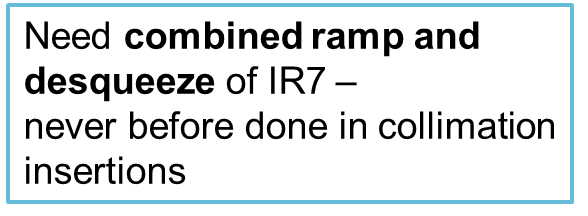 Need combined ramp and
desqueeze of IR7 –
never before done in collimation
insertions